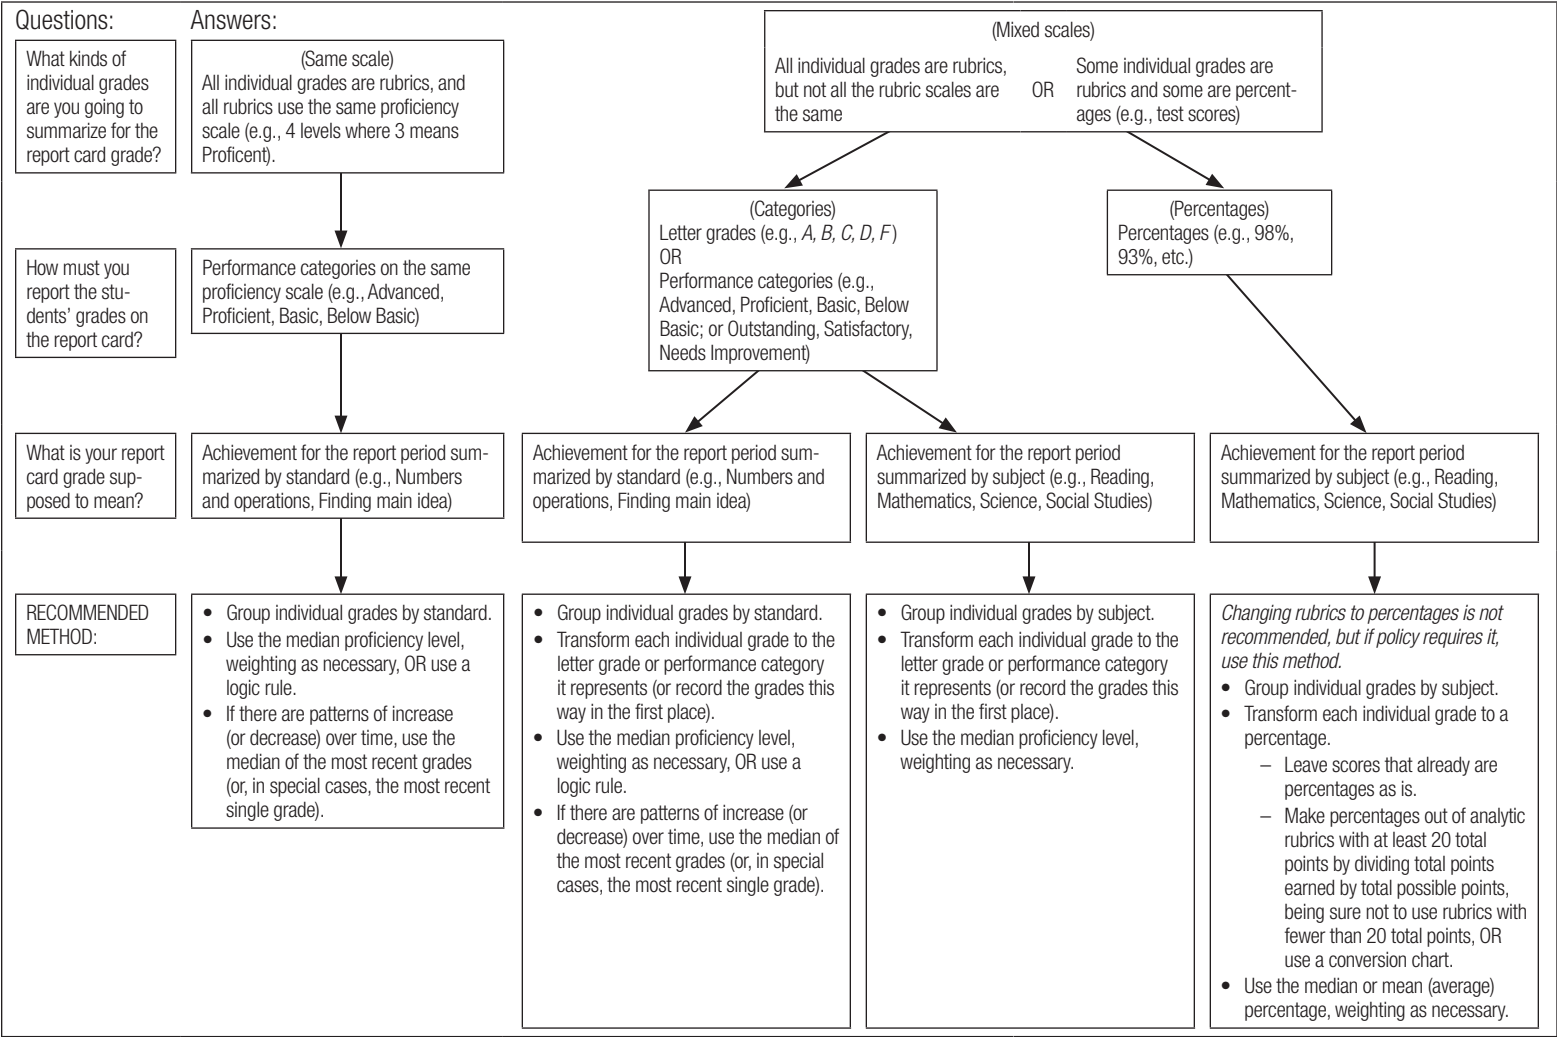 Questions:
Answers:
What kinds of
individual grades
are you going to
summarize for the
report card grade?
(Same scale)
All individual grades are rubrics, and
all rubrics use the same proficiency
scale (e.g., 4 levels where 3 means
Proficent).
(Mixed scales)
All individual grades are rubrics,
but not all the rubric scales are
the same
OR
Some individual grades are
rubrics and some are percent-
ages (e.g., test scores)
How must you
report the stu-
dents’ grades on
the report card?
Performance categories on the same
proficiency scale (e.g., Advanced,
Proficient, Basic, Below Basic)
(Categories)
Letter grades (e.g., A, B, C, D, F)
OR
Performance categories (e.g.,
Advanced, Proficient, Basic, Below
Basic; or Outstanding, Satisfactory,
Needs Improvement)
(Percentages)
Percentages (e.g., 98%,
93%, etc.)
What is your report
card grade sup-
posed to mean?
Achievement for the report period sum-
marized by standard (e.g., Numbers
and operations, Finding main idea)
Achievement for the report period sum-
marized by standard (e.g., Numbers and
operations, Finding main idea)
Achievement for the report period
summarized by subject (e.g., Reading,
Mathematics, Science, Social Studies)
Achievement for the report period
summarized by subject (e.g., Reading,
Mathematics, Science, Social Studies)
RECOMMENDED
METHOD:
• Group individual grades by standard.
• Use the median proficiency level,
weighting as necessary, OR use a
logic rule.
• If there are patterns of increase
(or decrease) over time, use the
median of the most recent grades
(or, in special cases, the most recent
single grade).
• Group individual grades by standard.
• Transform each individual grade to the
letter grade or performance category
it represents (or record the grades this
way in the first place).
• Use the median proficiency level,
weighting as necessary, OR use a
logic rule.
• If there are patterns of increase (or
decrease) over time, use the median of
the most recent grades (or, in special
cases, the most recent single grade).
• Group individual grades by subject.
• Transform each individual grade to the
letter grade or performance category
it represents (or record the grades this
way in the first place).
• Use the median proficiency level,
weighting as necessary.
Changing rubrics to percentages is not
recommended, but if policy requires it,
use this method.
• Group individual grades by subject.
• Transform each individual grade to a
percentage.
– Leave scores that already are
percentages as is.
– Make percentages out of analytic
rubrics with at least 20 total
points by dividing total points
earned by total possible points,
being sure not to use rubrics with
fewer than 20 total points, OR
use a conversion chart.
• Use the median or mean (average)
percentage, weighting as necessary.